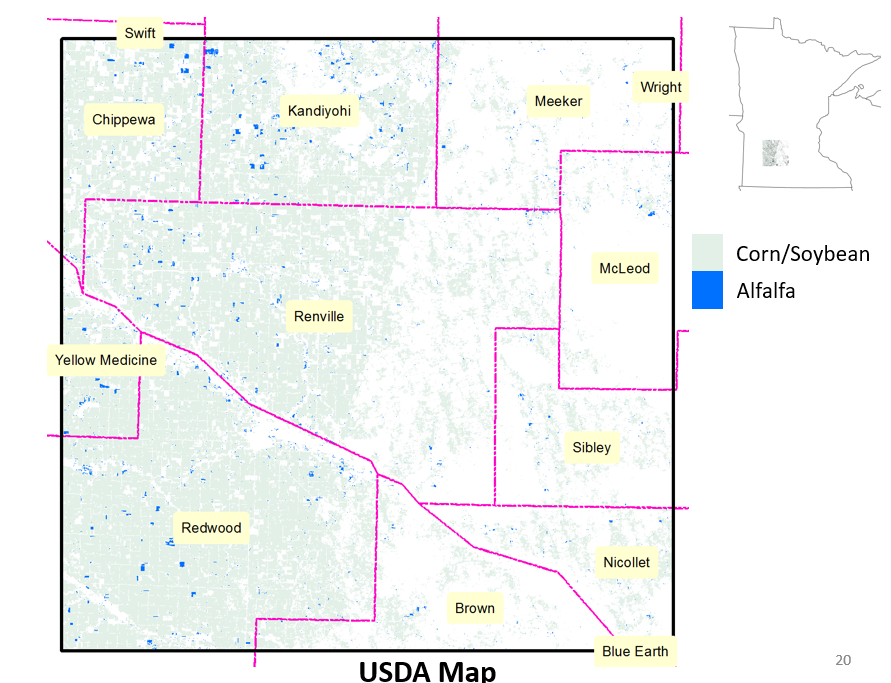 Swift
Wright
Meeker
Kandiyohi
Chippewa
Corn/Soybean
McLeod
Alfalfa
Renville
Yellow Medicine
Sibley
Redwood
Nicollet
Brown
Blue Earth
20
USDA Map